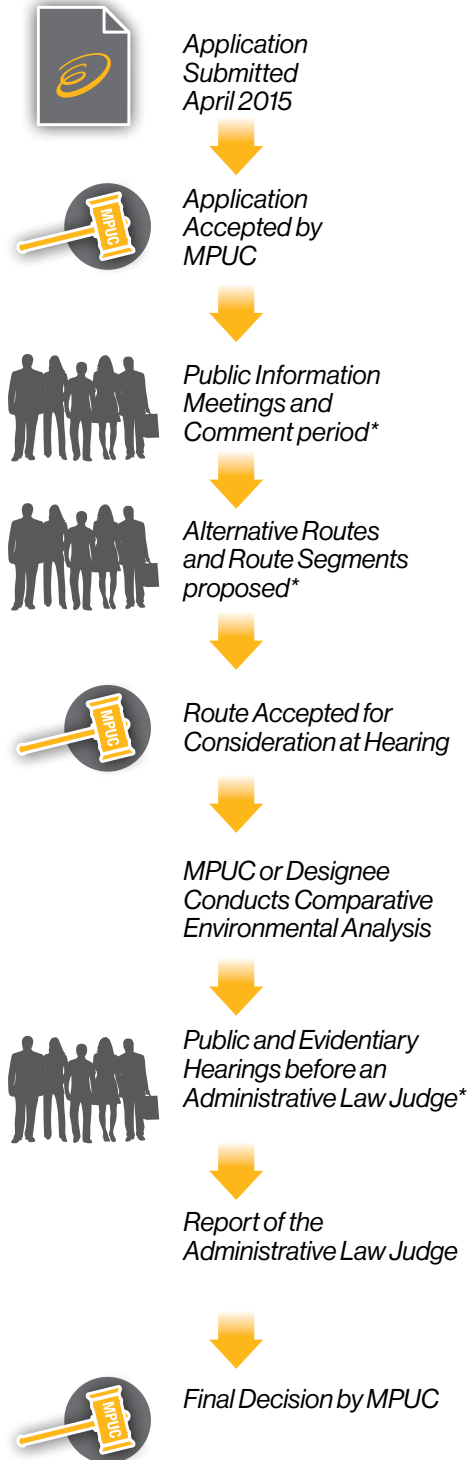 Application
Submitted
April 2015
MPUC
Application
Accepted by
MPUC
Public Information
Meetings and
Comment period*
Alternative Routes
and Route Segments
proposed*
MPUC
Route Accepted for
Consideration at Hearing
MPUC or Designee
Conducts Comparative
Environmental Analysis
Public and Evidentiary
Hearings before an
Administrative Law Judge*
Report of the
Administrative Law Judge
MPUC
Final Decision by MPUC